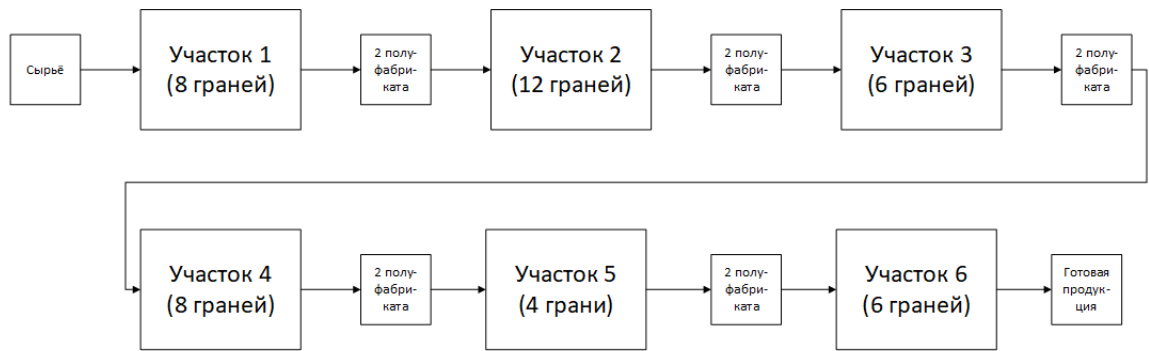 Сырьё
Участок 1
(8 граней)
2 полу-
фабри-
ката
Участок 2
(12 граней)
2 полу-
фабри-
ката
Участок 3
(6 граней)
2 полу-
фабри-
ката
Участок 4
(8 граней)
2 полу-
фабри-
ката
Участок 5
(4 грани)
2 полу-
фабри-
ката
Участок 6
(6 граней)
Готовая
продук-
ция